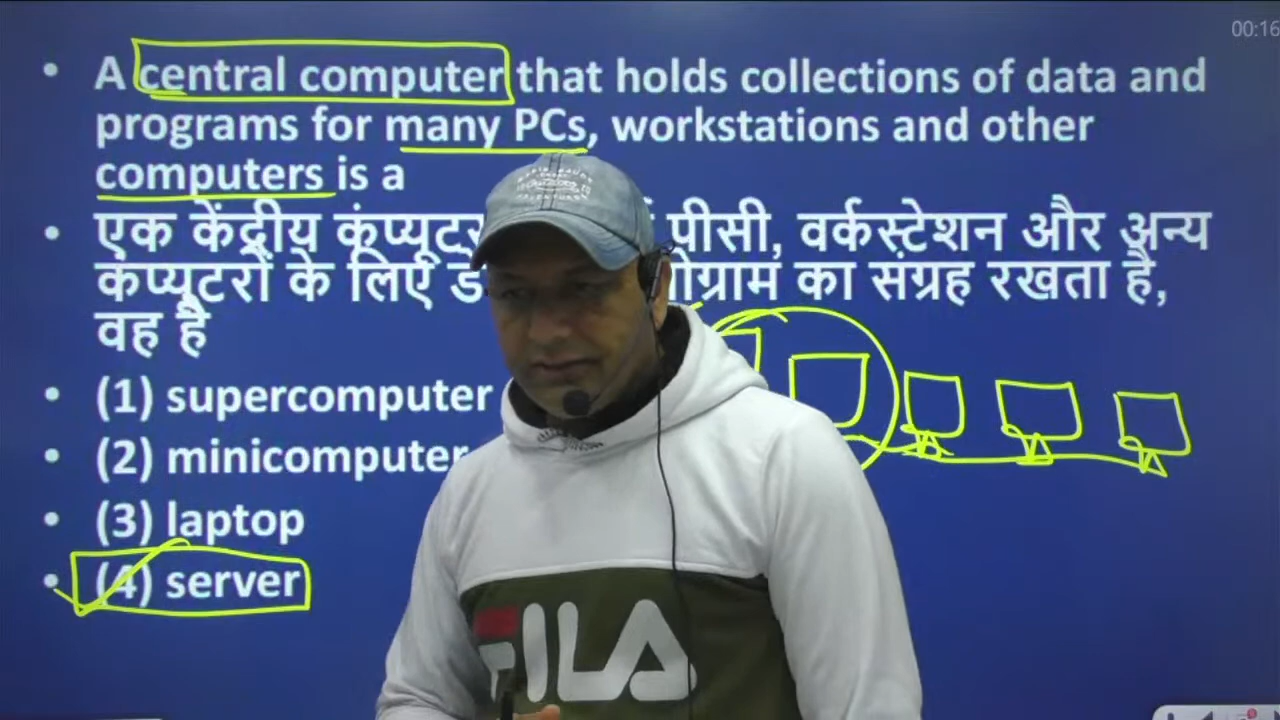 00:16
• A central computer that holds collections of data and
programs for many PCs, workstations and other
computers is a
• एक केंद्रीय पीसी, वर्कस्टेशन और अन्य
कंप्यूटरों के लिए का संग्रह रखता है,
वह है
• (1) supercomputer
• (2) minicomputer
• (3) laptop
• (4) server
FILA